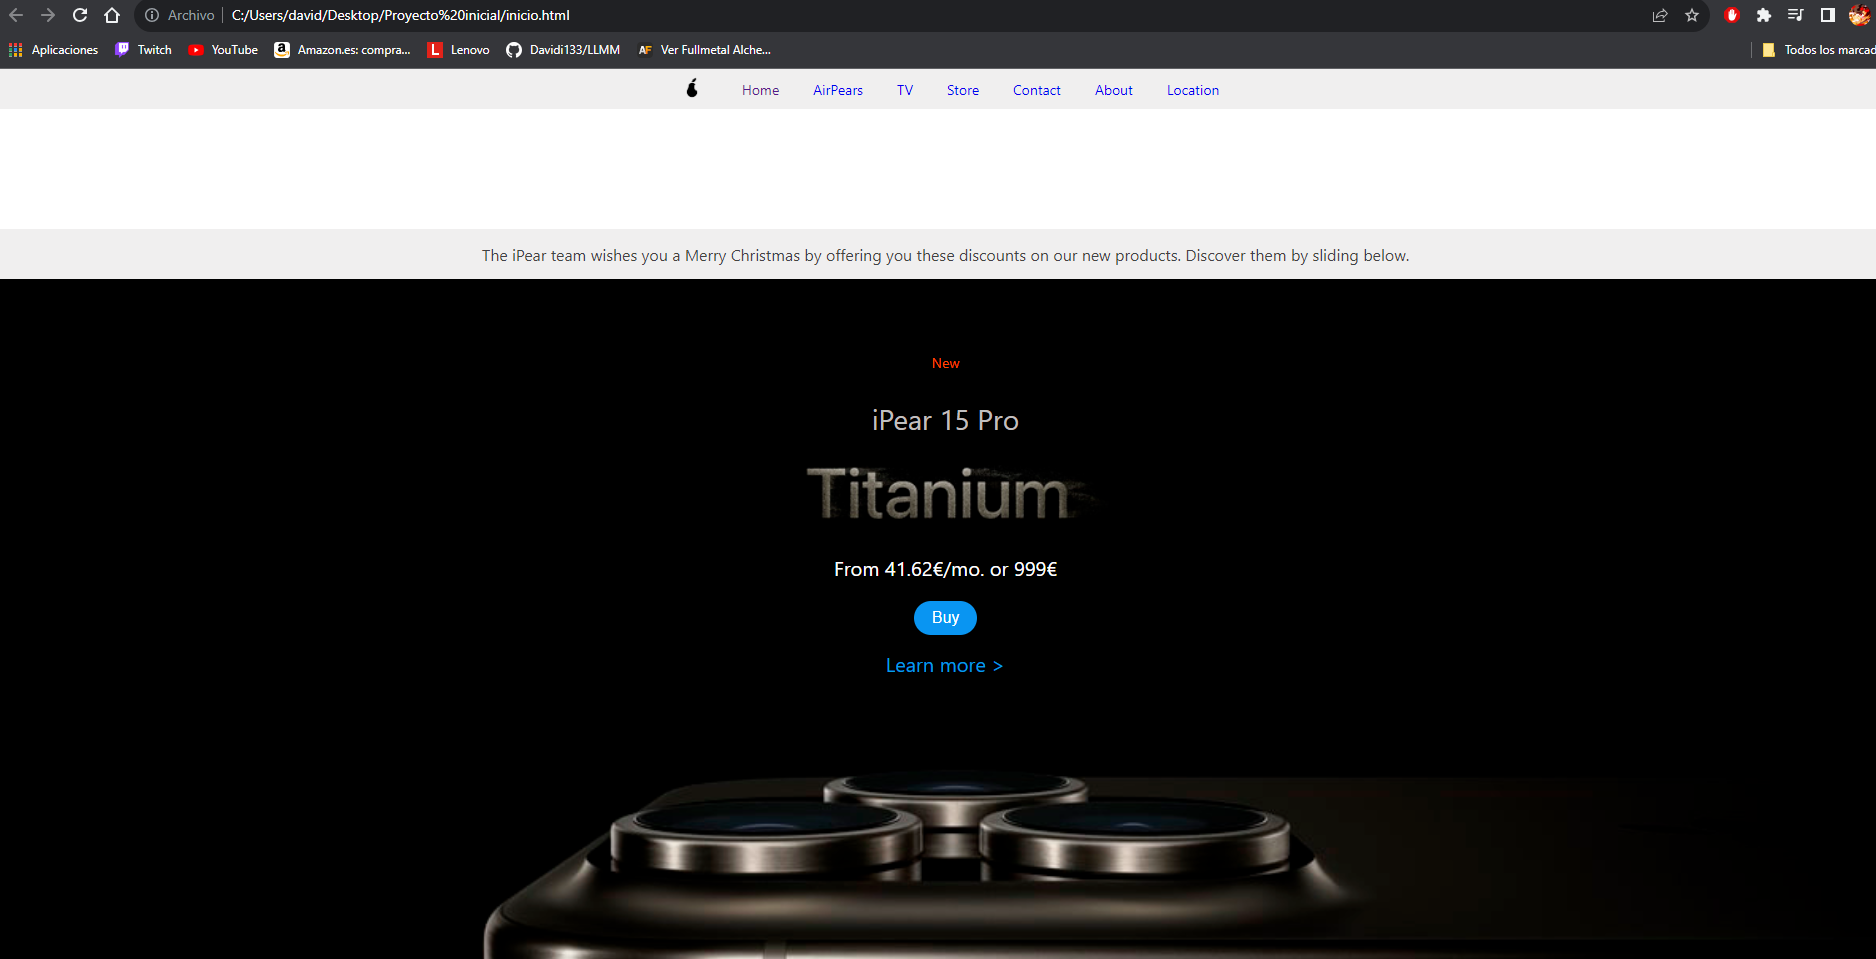 Archivo C:/Users/david/Desktop/Proyecto%20inicial/inicio.html
Aplicaciones Twitch YouTube Amazon.es: compra... Lenovo Davidi133/LLMM Ver Fullmetal Alche... Todos los marcad
Home AirPears TV Store Contact About Location
The iPear team wishes you a Merry Christmas by offering you these discounts on our new products. Discover them by sliding below.
New
iPear 15 Pro
Titanium
From 41.62€/mo. or 999€
Buy
Learn more >